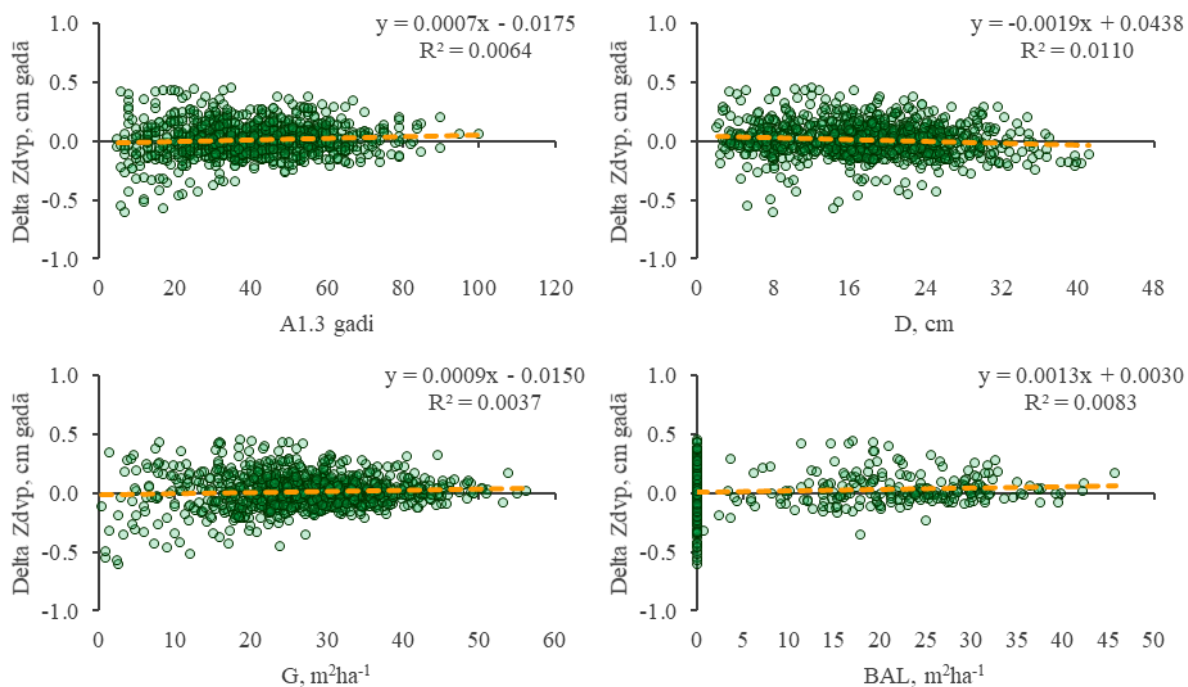 y = 0.0007x - 0.0175
R² = 0.0064
Delta Zdvp, cm gadā
1.0
0.5
0.0
-0.5
-1.0
0 20 40 60 80 100 120
A1.3 gadi
y = -0.0019x + 0.0438
R² = 0.0110
Delta Zdvp, cm gadā
1.0
0.5
0.0
-0.5
-1.0
0 8 16 24 32 40 48
D, cm
y = 0.0009x - 0.0150
R² = 0.0037
Delta Zdvp, cm gadā
1.0
0.5
0.0
-0.5
-1.0
0 10 20 30 40 50 60
G, m²ha⁻¹
y = 0.0013x + 0.0030
R² = 0.0083
Delta Zdvp, cm gadā
1.0
0.5
0.0
-0.5
-1.0
0 5 10 15 20 25 30 35 40 45 50
BAL, m²ha⁻¹